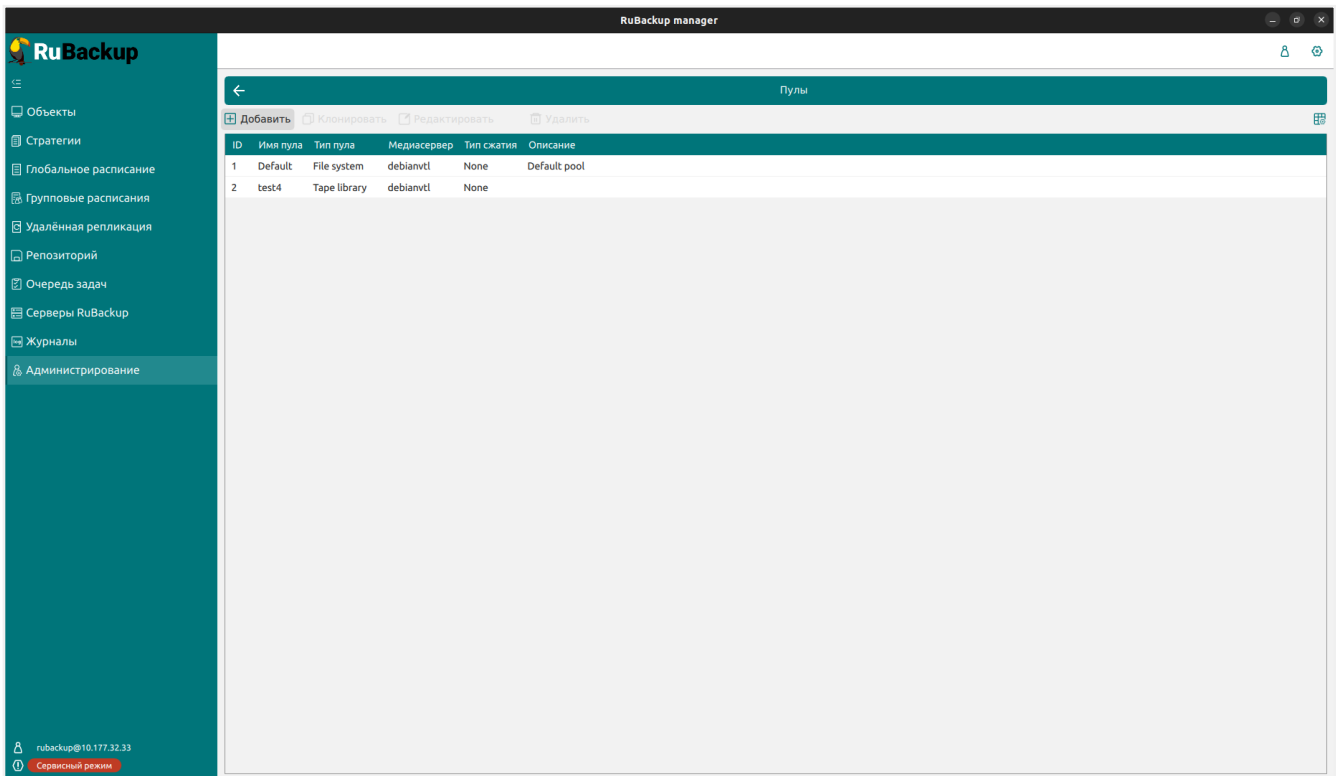 RuBackup manager
RuBackup
Пулы
Объекты
Стратегии
Глобальное расписание
Групповые расписания
Удалённая репликация
Репозиторий
Очередь задач
Серверы RuBackup
Журналы
Администрирование
Добавить Клонировать Редактировать Удалить
ID Имя пула Тип пула Медиасервер Тип сжатия Описание
1 Default File system debianvtl None Default pool
2 test4 Tape library debianvtl None
rubackup@10.177.32.33
Сервисный режим